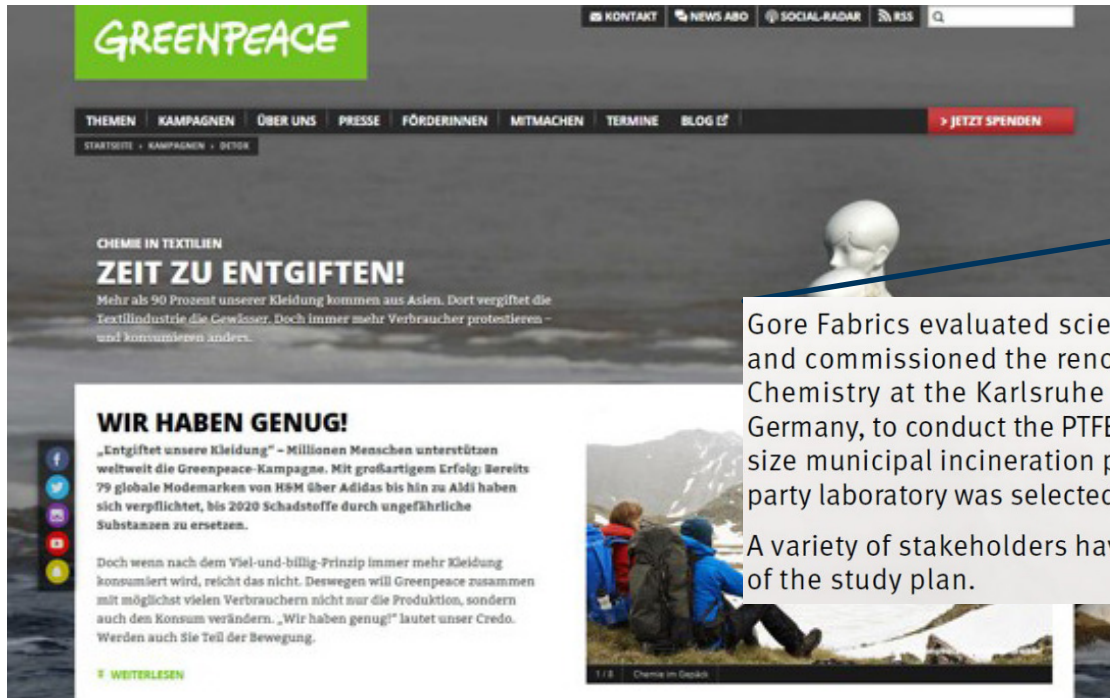 GREENPEACE
KONTAKT NEWS ABO SOCIAL-RADAR RSS
THEMEN KAMPAGNEN ÜBER UNS PRESSE FÖRDERINNEN MITMACHEN TERMINE BLOG > JETZT SPENDEN
STARTSEITE › KAMPAGNEN › DETOX
CHEMIE IN TEXTILIEN
ZEIT ZU ENTGIFTEN!
Mehr als 90 Prozent unserer Kleidung kommen aus Asien. Dort vergiftet die
Textilindustrie die Gewässer. Doch immer mehr Verbraucher protestieren –
und konsumieren anders.
WIR HABEN GENUG!
„Entgiftet unsere Kleidung“ – Millionen Menschen unterstützen
weltweit die Greenpeace-Kampagne. Mit großartigem Erfolg: Bereits
79 globale Modemarken von H&M über Adidas bis hin zu Aldi haben
sich verpflichtet, bis 2020 Schadstoffe durch ungefährliche
Substanzen zu ersetzen.
Doch wenn nach dem Viel-und-billig-Prinzip immer mehr Kleidung
konsumiert wird, reicht das nicht. Deswegen will Greenpeace zusammen
mit möglichst vielen Verbrauchern nicht nur die Produktion, sondern
auch den Konsum verändern. „Wir haben genug!“ lautet unser Credo.
Werden auch Sie Teil der Bewegung.
WEITERLESEN
1 / 8 Chemie im Gepäck
Gore Fabrics evaluated scie
and commissioned the reno
Chemistry at the Karlsruhe
Germany, to conduct the PTFE
size municipal incineration p
party laboratory was selected
A variety of stakeholders hav
of the study plan.